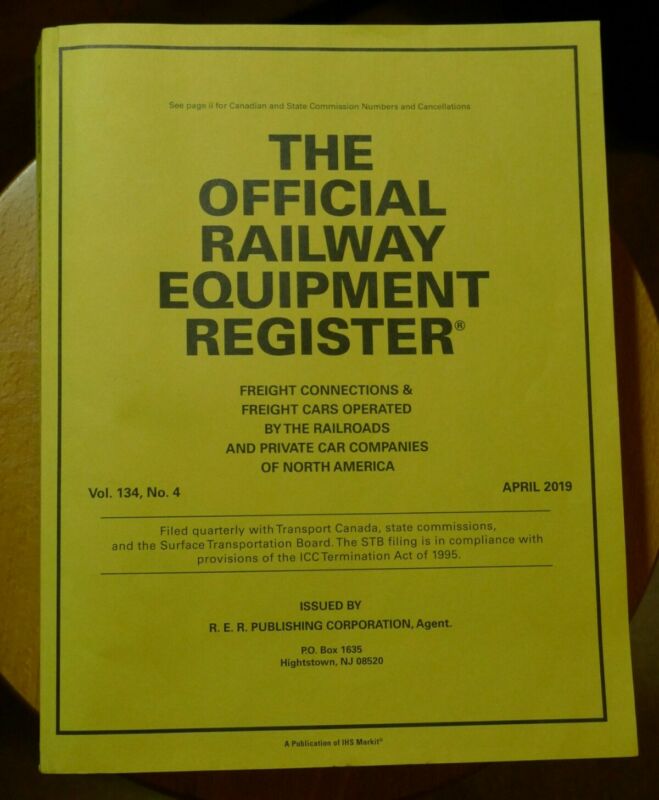 See page ii for Canadian and State Commission Numbers and Cancellations
THE
OFFICIAL
RAILWAY
EQUIPMENT
REGISTER®
FREIGHT CONNECTIONS &
FREIGHT CARS OPERATED
BY THE RAILROADS
AND PRIVATE CAR COMPANIES
OF NORTH AMERICA
Vol. 134, No. 4 APRIL 2019
Filed quarterly with Transport Canada, state commissions,
and the Surface Transportation Board. The STB filing is in compliance with
provisions of the ICC Termination Act of 1995.
ISSUED BY
R. E. R. PUBLISHING CORPORATION, Agent.
P.O. Box 1635
Hightstown, NJ 08520
A Publication of IHS Markit®